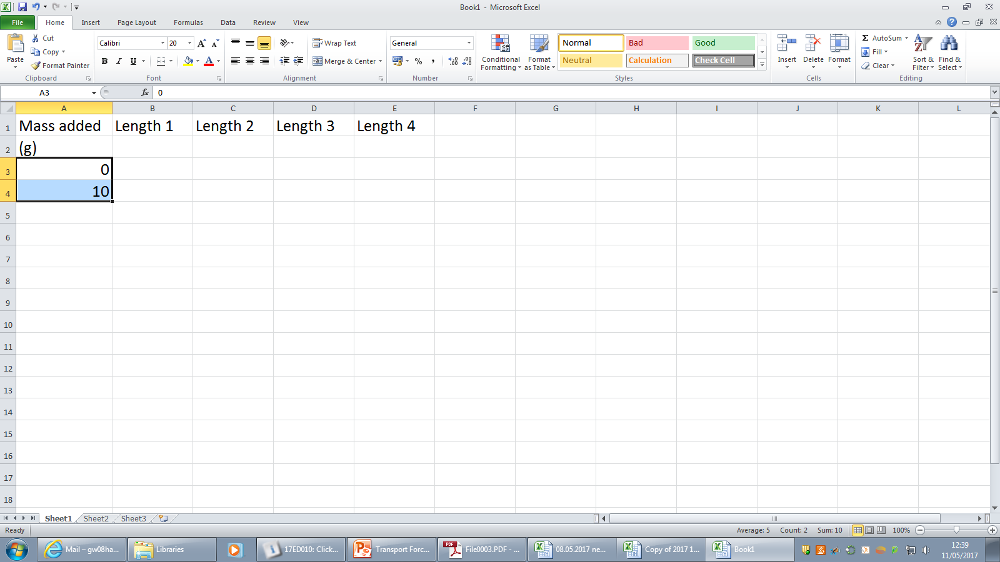 Book1 - Microsoft Excel
File Home Insert Page Layout Formulas Data Review View
Paste
Cut
Copy
Format Painter
Clipboard
Calibri 20
B I U
Font
Wrap Text
Merge & Center
Alignment
General
%
Number
Conditional Formatting
Format as Table
Normal Bad Good
Neutral Calculation Check Cell
Styles
Insert Delete Format
Cells
AutoSum
Fill
Clear
Sort & Filter
Find & Select
Editing
A3 fx 0
A B C D E F G H I J K L
1 Mass added Length 1 Length 2 Length 3 Length 4
2 (g)
3 0
4 10
5
6
7
8
9
10
11
12
13
14
15
16
17
18
Sheet1 Sheet2 Sheet3
Ready Average: 5 Count: 2 Sum: 10 100%
Mail – gw08ha... Libraries 17ED010: Click... Transport Forc... File0003.PDF - ... 08.05.2017 ne... Copy of 2017 1... Book1 12:39
11/05/2017